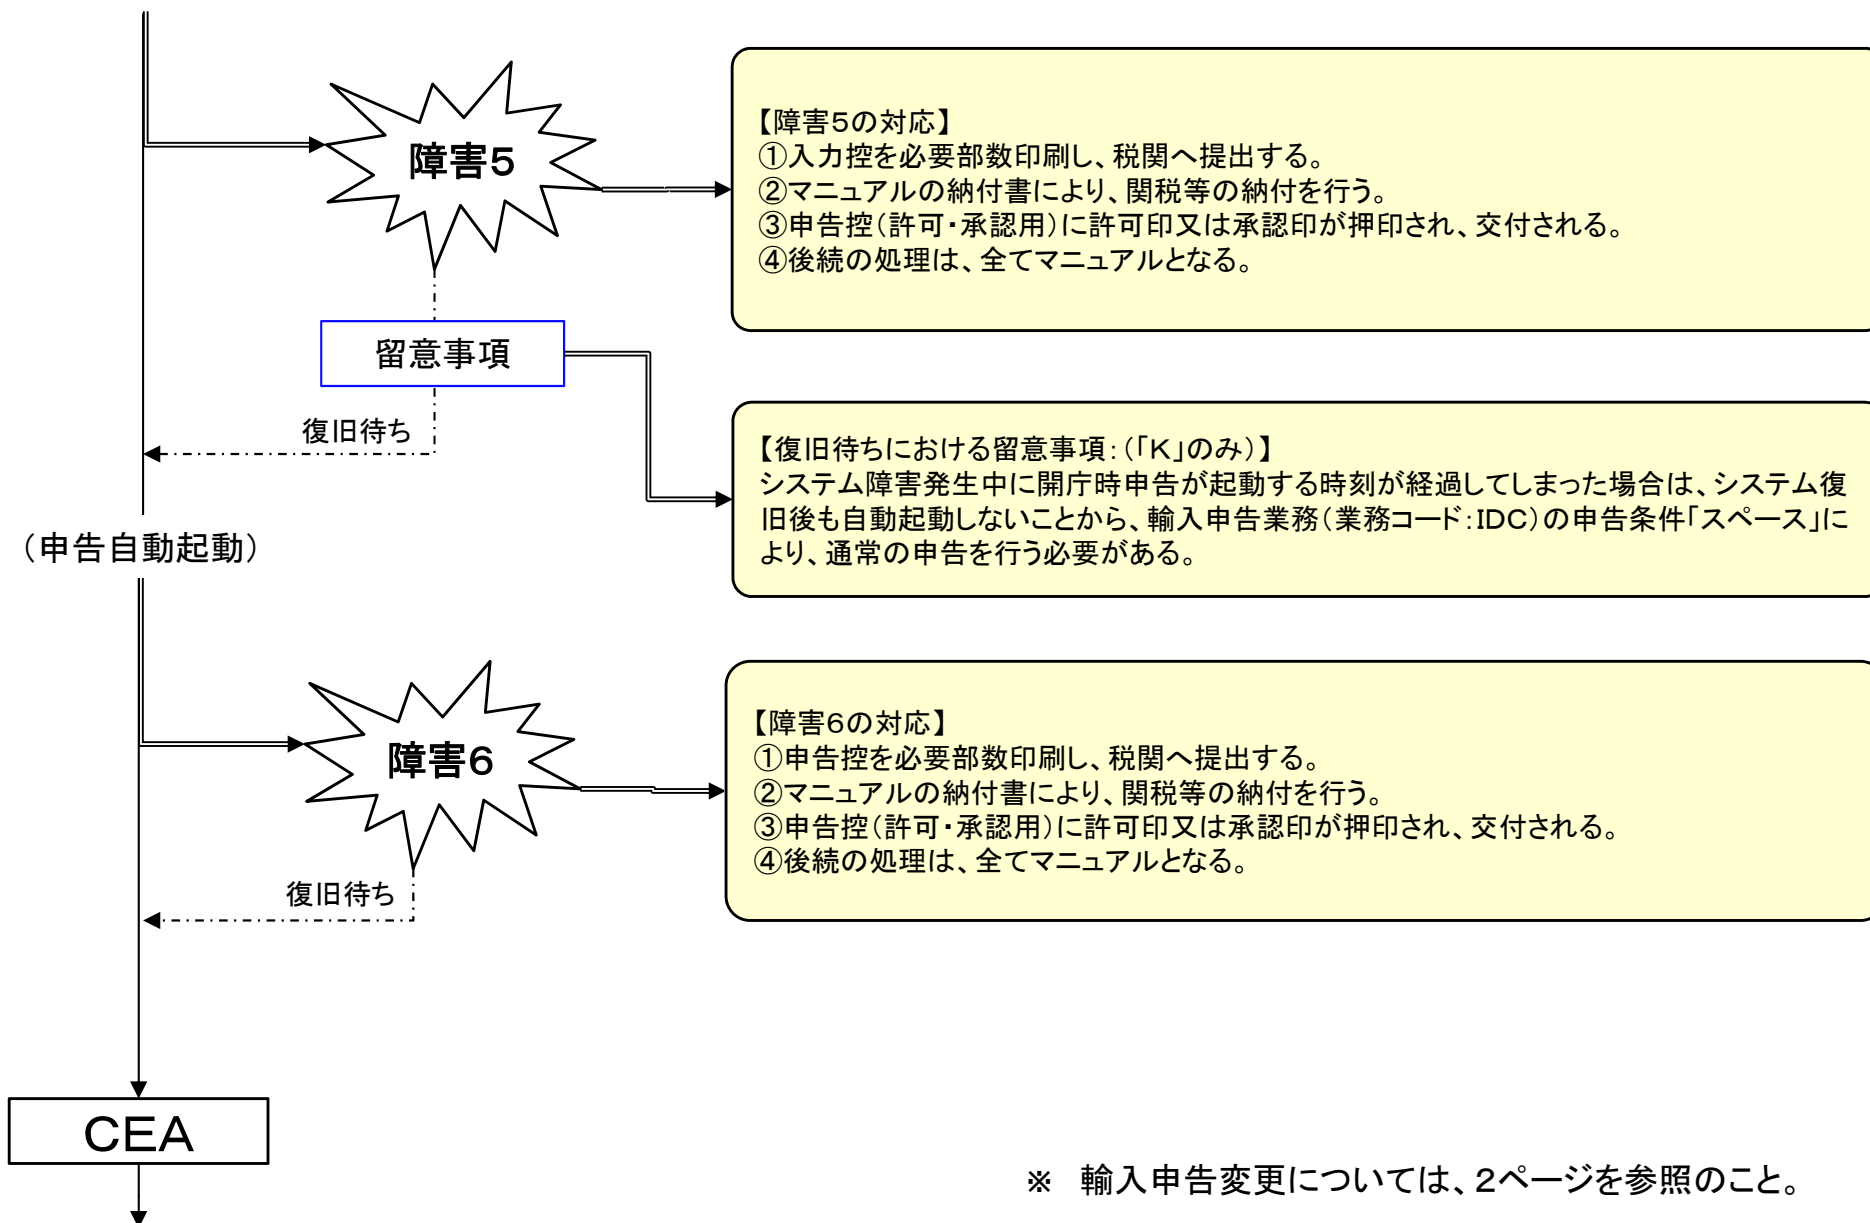 障害5
【障害5の対応】
①入力控を必要部数印刷し、税関へ提出する。
②マニュアルの納付書により、関税等の納付を行う。
③申告控(許可・承認用)に許可印又は承認印が押印され、交付される。
④後続の処理は、全てマニュアルとなる。
留意事項
復旧待ち
【復旧待ちにおける留意事項:(「K」のみ)】
システム障害発生中に開庁時申告が起動する時刻が経過してしまった場合は、システム復
旧後も自動起動しないことから、輸入申告業務(業務コード:IDC)の申告条件「スペース」に
より、通常の申告を行う必要がある。
(申告自動起動)
障害6
【障害6の対応】
①申告控を必要部数印刷し、税関へ提出する。
②マニュアルの納付書により、関税等の納付を行う。
③申告控(許可・承認用)に許可印又は承認印が押印され、交付される。
④後続の処理は、全てマニュアルとなる。
復旧待ち
CEA
※ 輸入申告変更については、2ページを参照のこと。